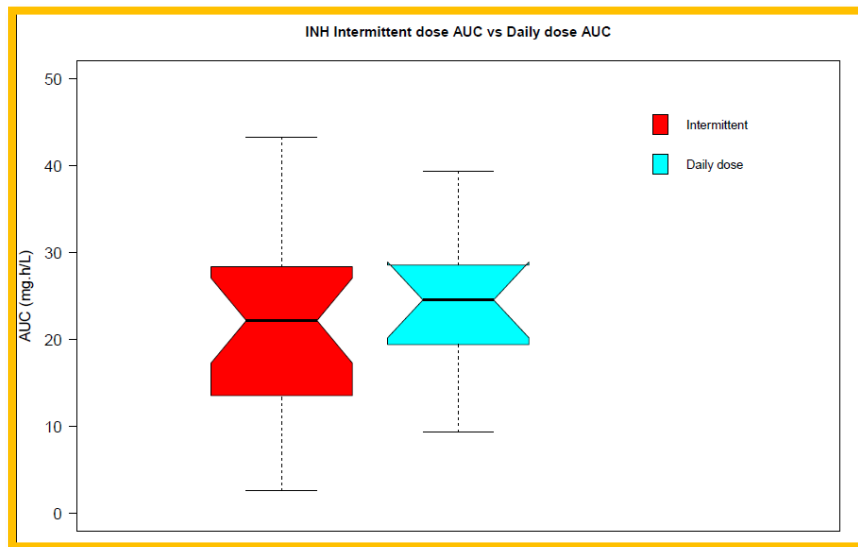 INH Intermittent dose AUC vs Daily dose AUC
50
40
30
20
10
0
AUC (mg.h/L)
Intermittent
Daily dose